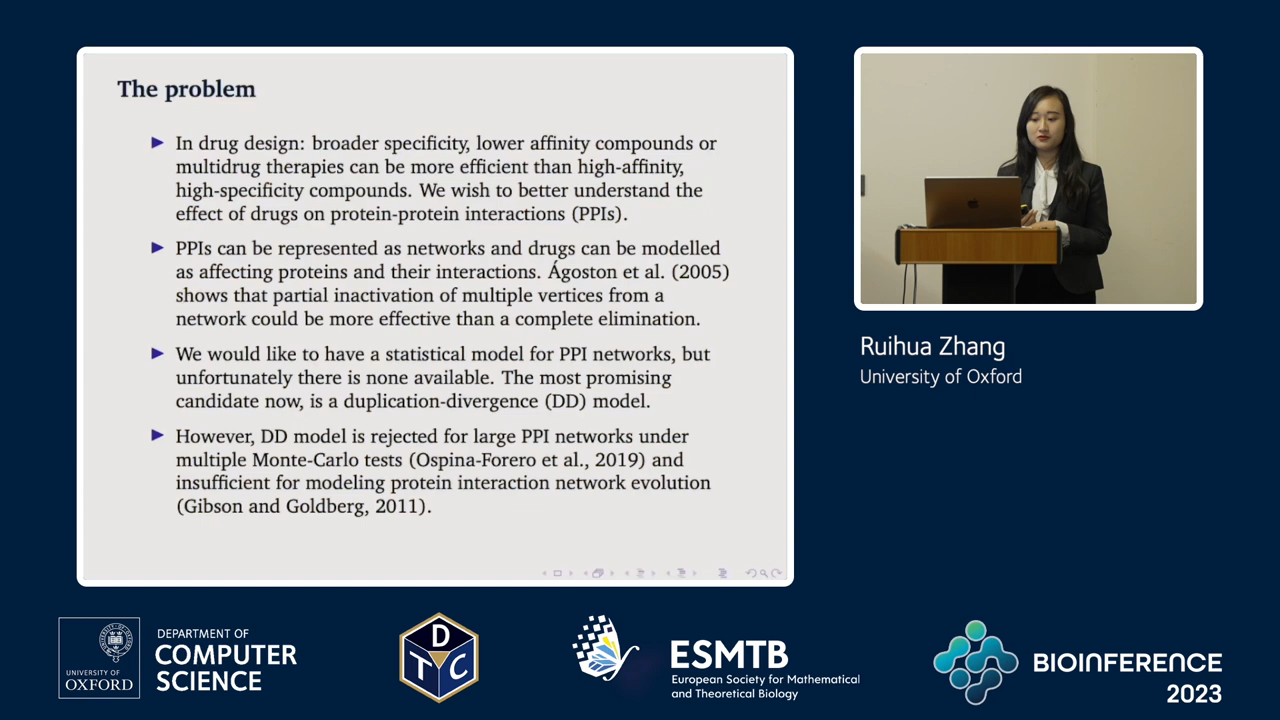 The problem
In drug design: broader specificity, lower affinity compounds or
multidrug therapies can be more efficient than high-affinity,
high-specificity compounds. We wish to better understand the
effect of drugs on protein-protein interactions (PPIs).
PPIs can be represented as networks and drugs can be modelled
as affecting proteins and their interactions. Ágoston et al. (2005)
shows that partial inactivation of multiple vertices from a
network could be more effective than a complete elimination.
We would like to have a statistical model for PPI networks, but
unfortunately there is none available. The most promising
candidate now, is a duplication-divergence (DD) model.
However, DD model is rejected for large PPI networks under
multiple Monte-Carlo tests (Ospina-Forero et al., 2019) and
insufficient for modeling protein interaction network evolution
(Gibson and Goldberg, 2011).
Ruihua Zhang
University of Oxford
UNIVERSITY OF
OXFORD
DEPARTMENT OF
COMPUTER
SCIENCE
D
T C
ESMTB
European Society for Mathematical
and Theoretical Biology
BIOINFERENCE
2023